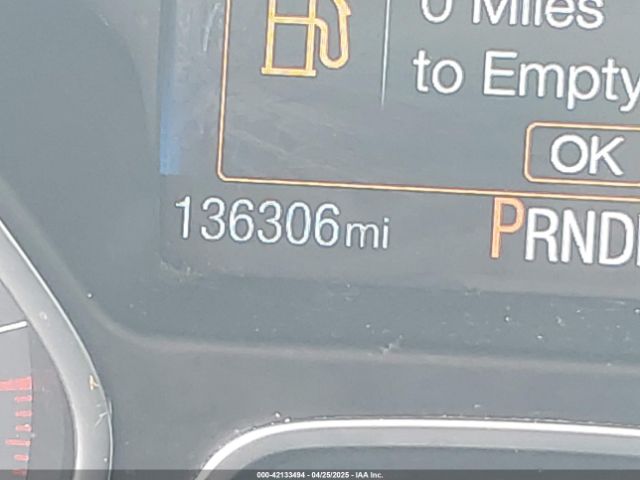 0 Miles
to Empty
OK
136306mi
PRND
000-42133494 - 04/25/2025 - IAA Inc.